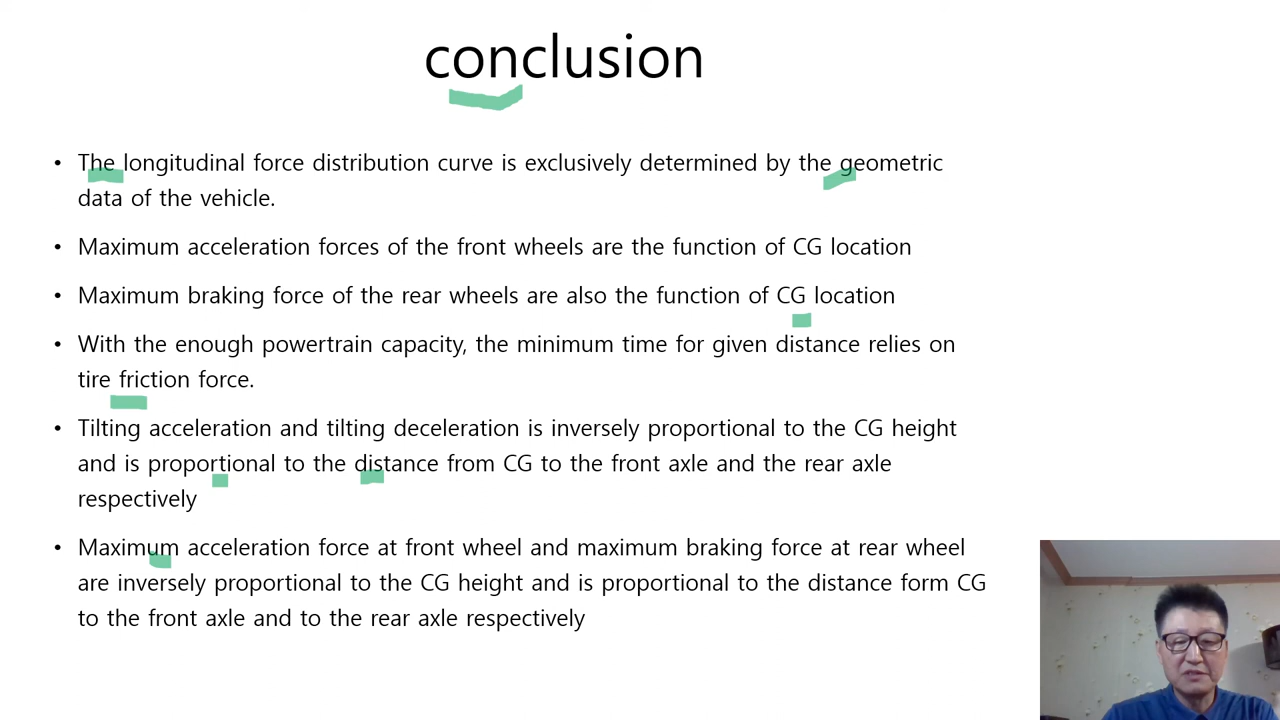 conclusion
• The longitudinal force distribution curve is exclusively determined by the geometric
data of the vehicle.
• Maximum acceleration forces of the front wheels are the function of CG location
• Maximum braking force of the rear wheels are also the function of CG location
• With the enough powertrain capacity, the minimum time for given distance relies on
tire friction force.
• Tilting acceleration and tilting deceleration is inversely proportional to the CG height
and is proportional to the distance from CG to the front axle and the rear axle
respectively
• Maximum acceleration force at front wheel and maximum braking force at rear wheel
are inversely proportional to the CG height and is proportional to the distance form CG
to the front axle and to the rear axle respectively